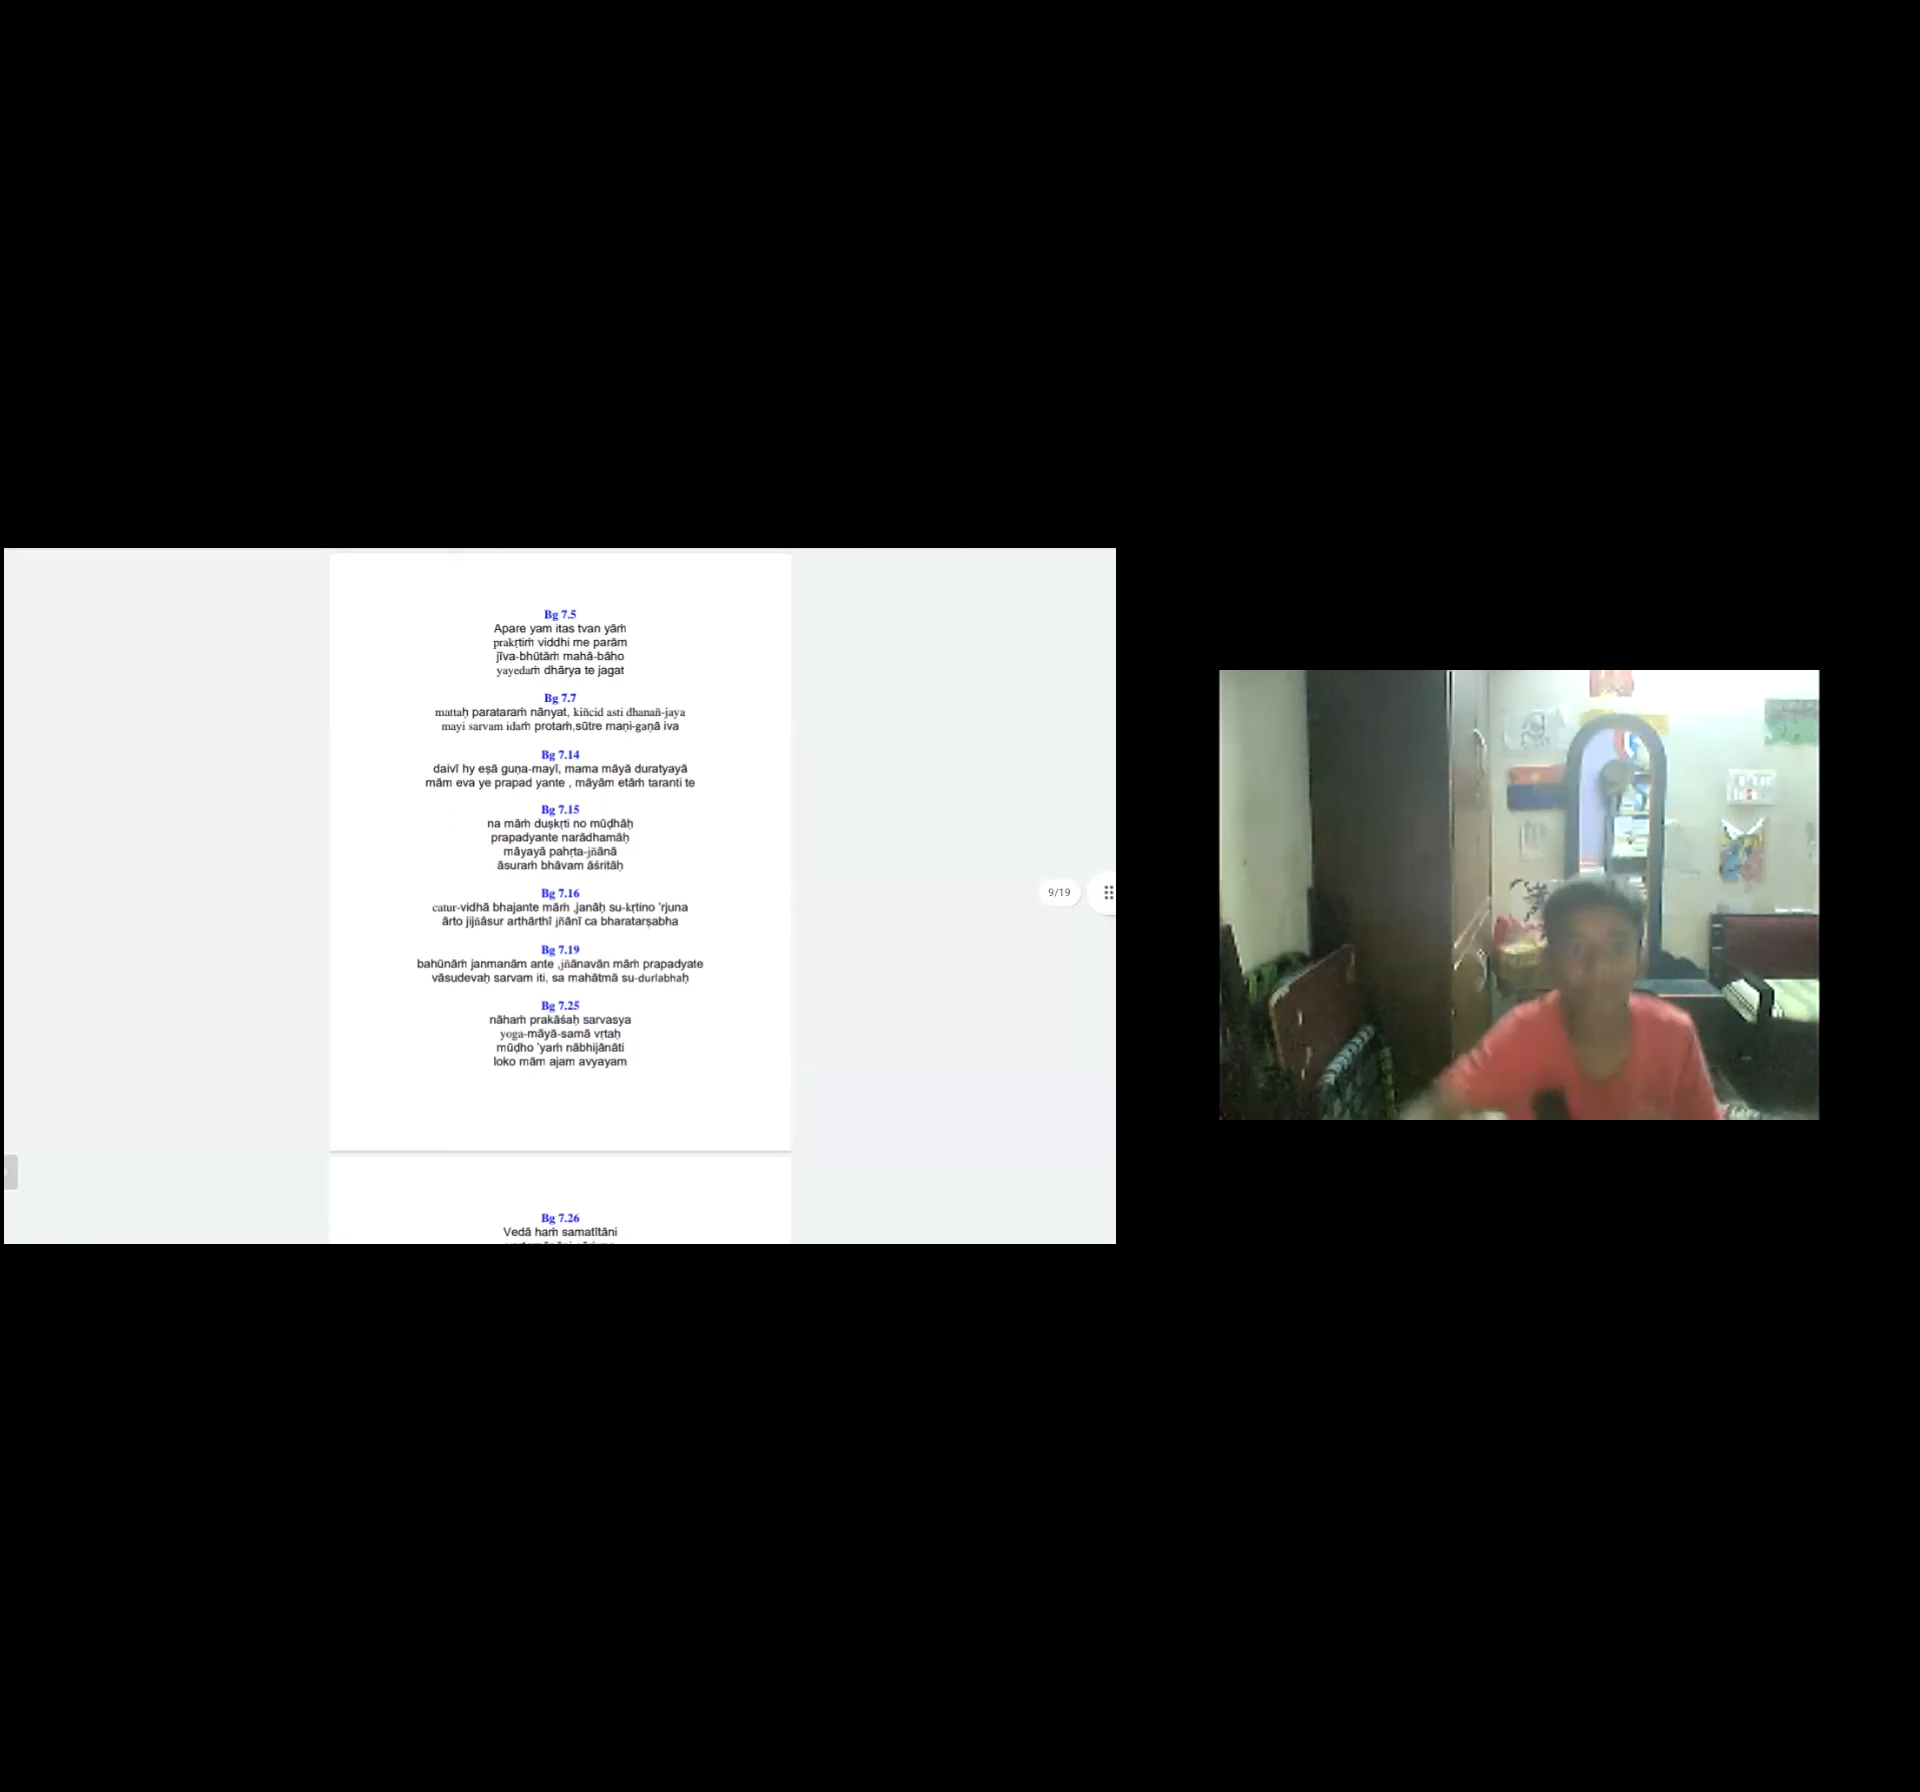 Bg 7.5
Apare yam itas tvan yāṁ
prakṛtiṁ viddhi me parām
jīva-bhūtāṁ mahā-bāho
yayedaṁ dhārya te jagat
Bg 7.7
mattaḥ parataraṁ nānyat, kiñcid asti dhanañ-jaya
mayi sarvam idaṁ protaṁ,sūtre maṇi-gaṇā iva
Bg 7.14
daivī hy eṣā guṇa-mayī, mama māyā duratyayā
mām eva ye prapad yante , māyām etāṁ taranti te
Bg 7.15
na māṁ duṣkṛti no mūḍhāḥ
prapadyante narādhamāḥ
māyayā pahṛta-jñānā
āsuraṁ bhāvam āśritāḥ
Bg 7.16
catur-vidhā bhajante māṁ ,janāḥ su-kṛtino 'rjuna
ārto jijñāsur arthārthī jñānī ca bharatarṣabha
Bg 7.19
bahūnāṁ janmanām ante ,jñānavān māṁ prapadyate
vāsudevaḥ sarvam iti, sa mahātmā su-durlabhaḥ
Bg 7.25
nāhaṁ prakāśaḥ sarvasya
yoga-māyā-samā vṛtaḥ
mūḍho 'yaṁ nābhijānāti
loko mām ajam avyayam
9/19
Bg 7.26
Vedā haṁ samatītāni